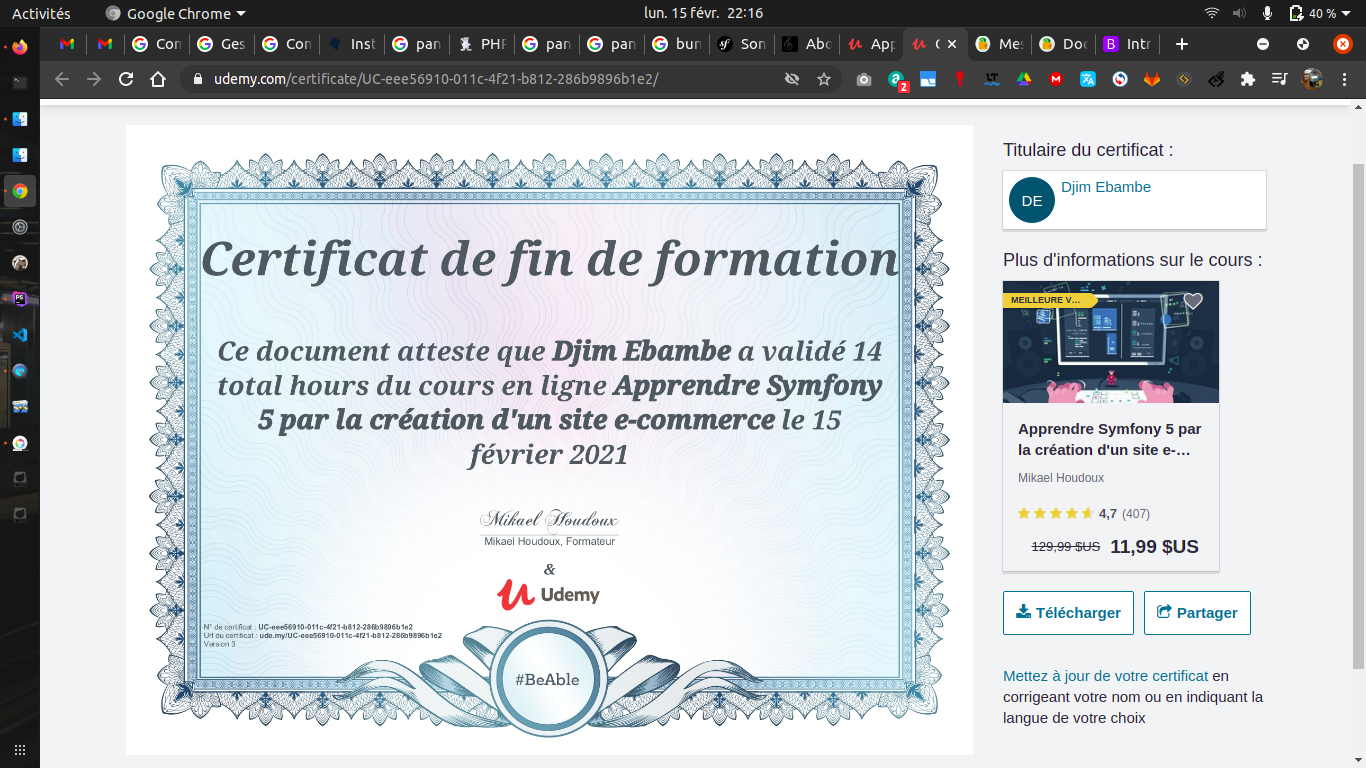 Activités
Google Chrome
lun. 15 févr. 22:16
40 %
Con
Ges
Con
Inst
pan
PHP
pan
pan
bun
Son
Abo
App
Mes
Doc
Intr
udemy.com/certificate/UC-eee56910-011c-4f21-b812-286b9896b1e2/
2
Certificat de fin de formation
Ce document atteste que Djim Ebambe a validé 14
total hours du cours en ligne Apprendre Symfony
5 par la création d'un site e-commerce le 15
février 2021
Mikael Houdoux
Mikael Houdoux, Formateur
&
Udemy
N° de certificat : UC-eee56910-011c-4f21-b812-286b9896b1e2
Url du certificat : ude.my/UC-eee56910-011c-4f21-b812-286b9896b1e2
Version 3
#BeAble
Titulaire du certificat :
DE
Djim Ebambe
Plus d'informations sur le cours :
MEILLEURE V…
Apprendre Symfony 5 par
la création d'un site e-…
Mikael Houdoux
4,7 (407)
129,99 $US 11,99 $US
Télécharger
Partager
Mettez à jour de votre certificat en
corrigeant votre nom ou en indiquant la
langue de votre choix